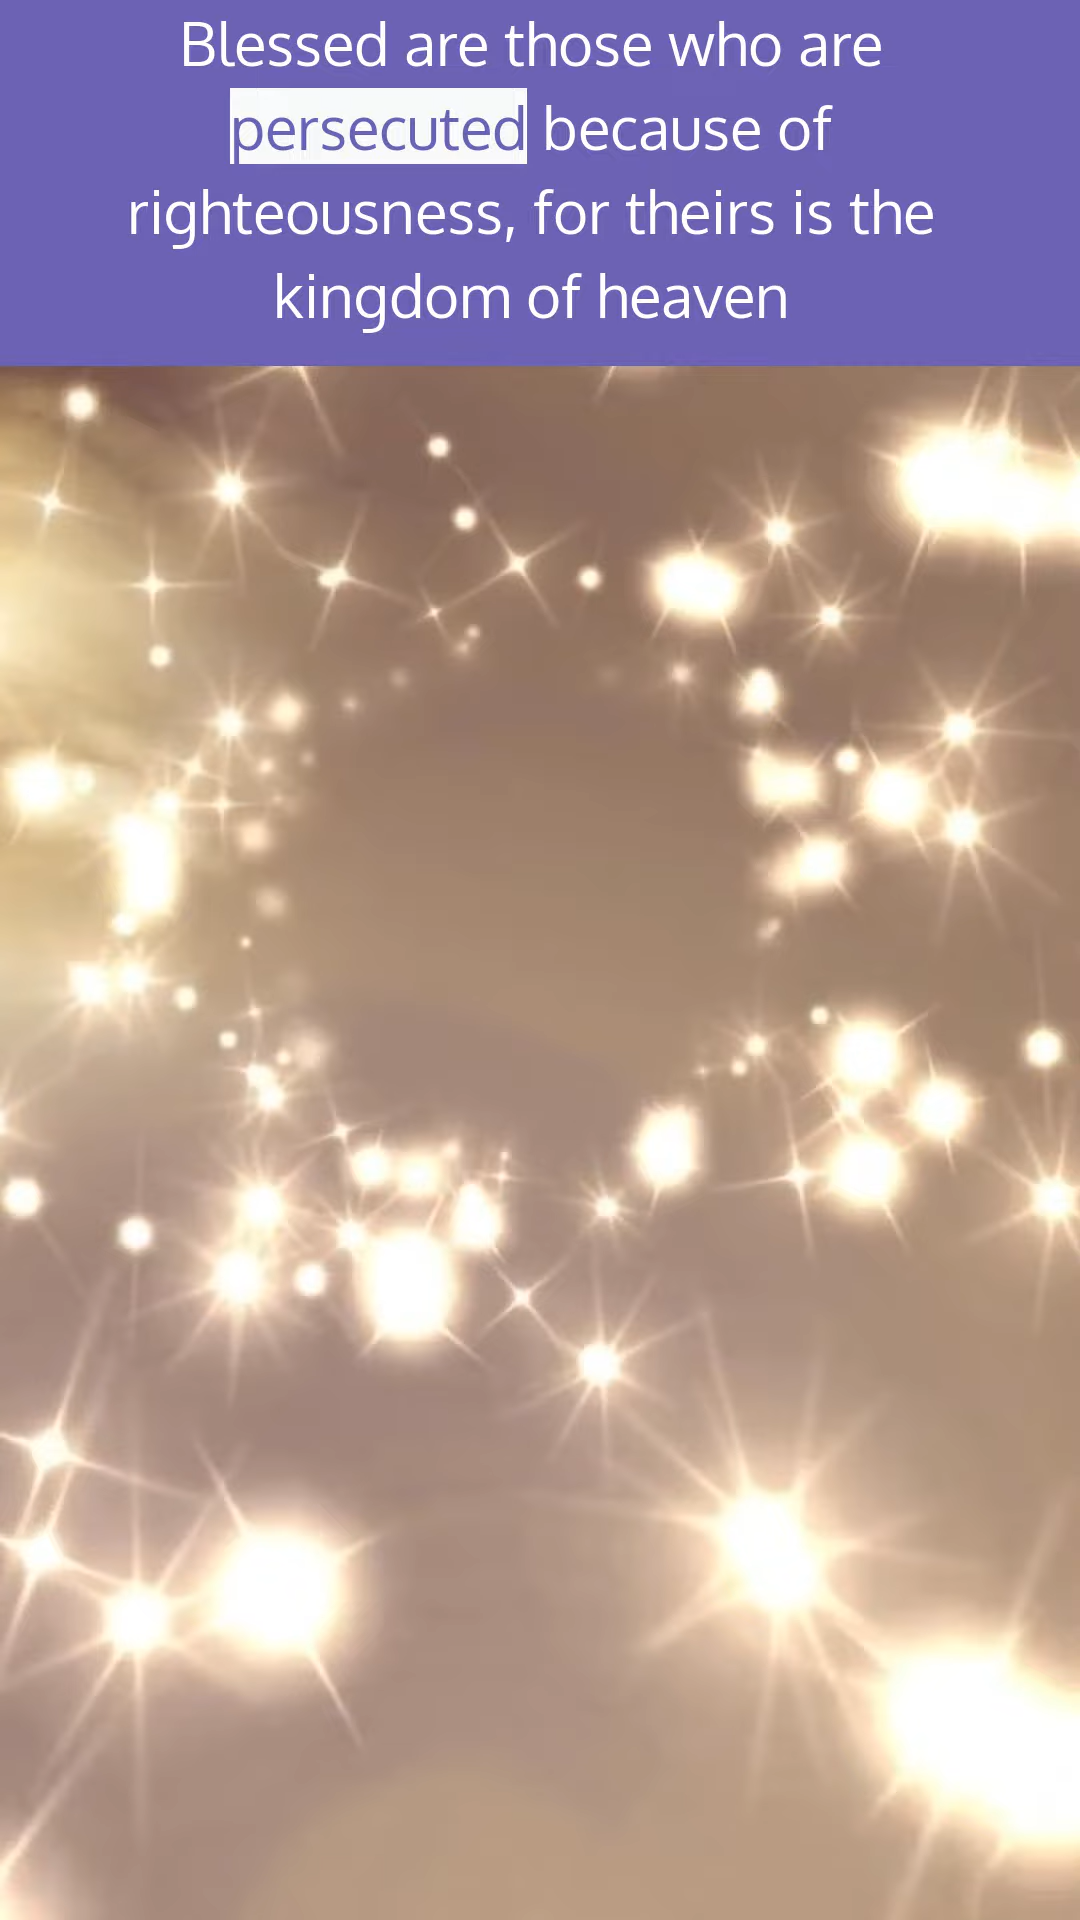 Blessed are those who are
persecuted because of
righteousness, for theirs is the
kingdom of heaven